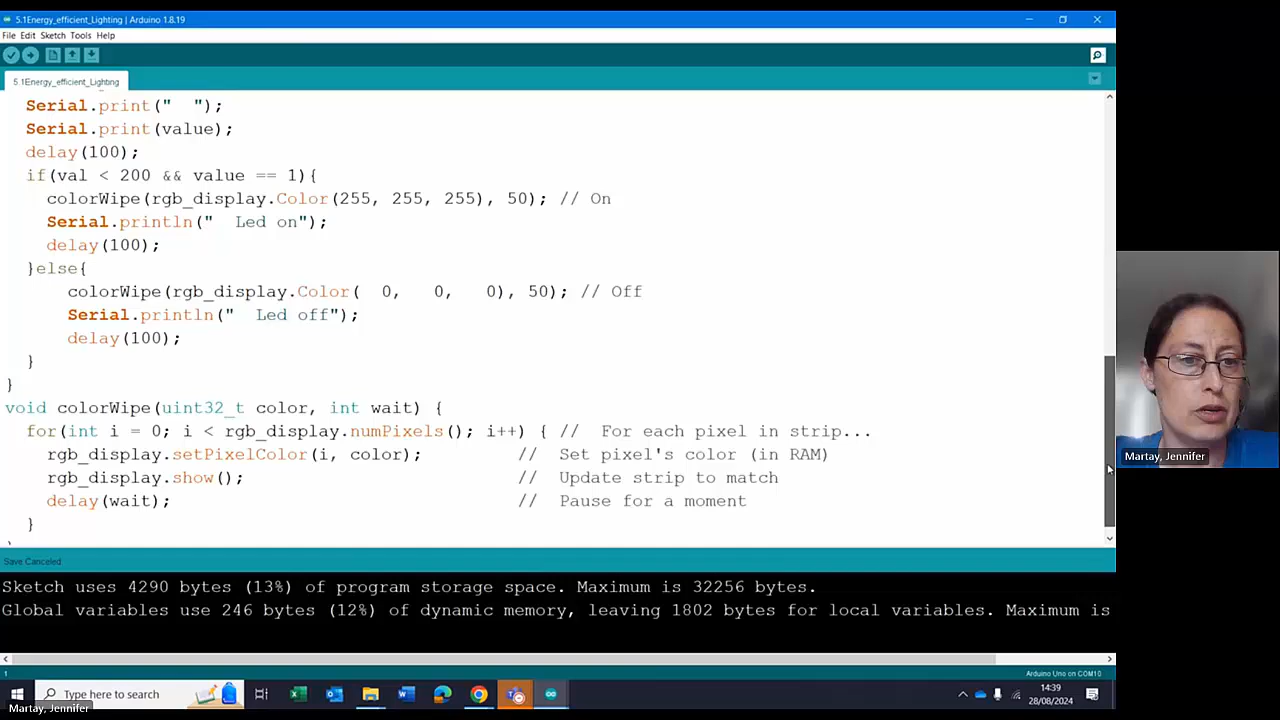 5.1Energy_efficient_Lighting | Arduino 1.8.19
File Edit Sketch Tools Help
5.1Energy_efficient_Lighting
Serial.print("  ");
Serial.print(value);
delay(100);
if(val < 200 && value == 1){
colorWipe(rgb_display.Color(255, 255, 255), 50); // On
Serial.println("  Led on");
delay(100);
}else{
colorWipe(rgb_display.Color(  0,   0,   0), 50); // Off
Serial.println("  Led off");
delay(100);
}
}
void colorWipe(uint32_t color, int wait) {
for(int i = 0; i < rgb_display.numPixels(); i++) { //  For each pixel in strip...
rgb_display.setPixelColor(i, color);         //  Set pixel's color (in RAM)
rgb_display.show();                          //  Update strip to match
delay(wait);                                 //  Pause for a moment
}
Martay, Jennifer
Save Canceled
Sketch uses 4290 bytes (13%) of program storage space. Maximum is 32256 bytes.
Global variables use 246 bytes (12%) of dynamic memory, leaving 1802 bytes for local variables. Maximum is
1
Arduino Uno on COM10
Type here to search
14:39
28/08/2024
Martay, Jennifer